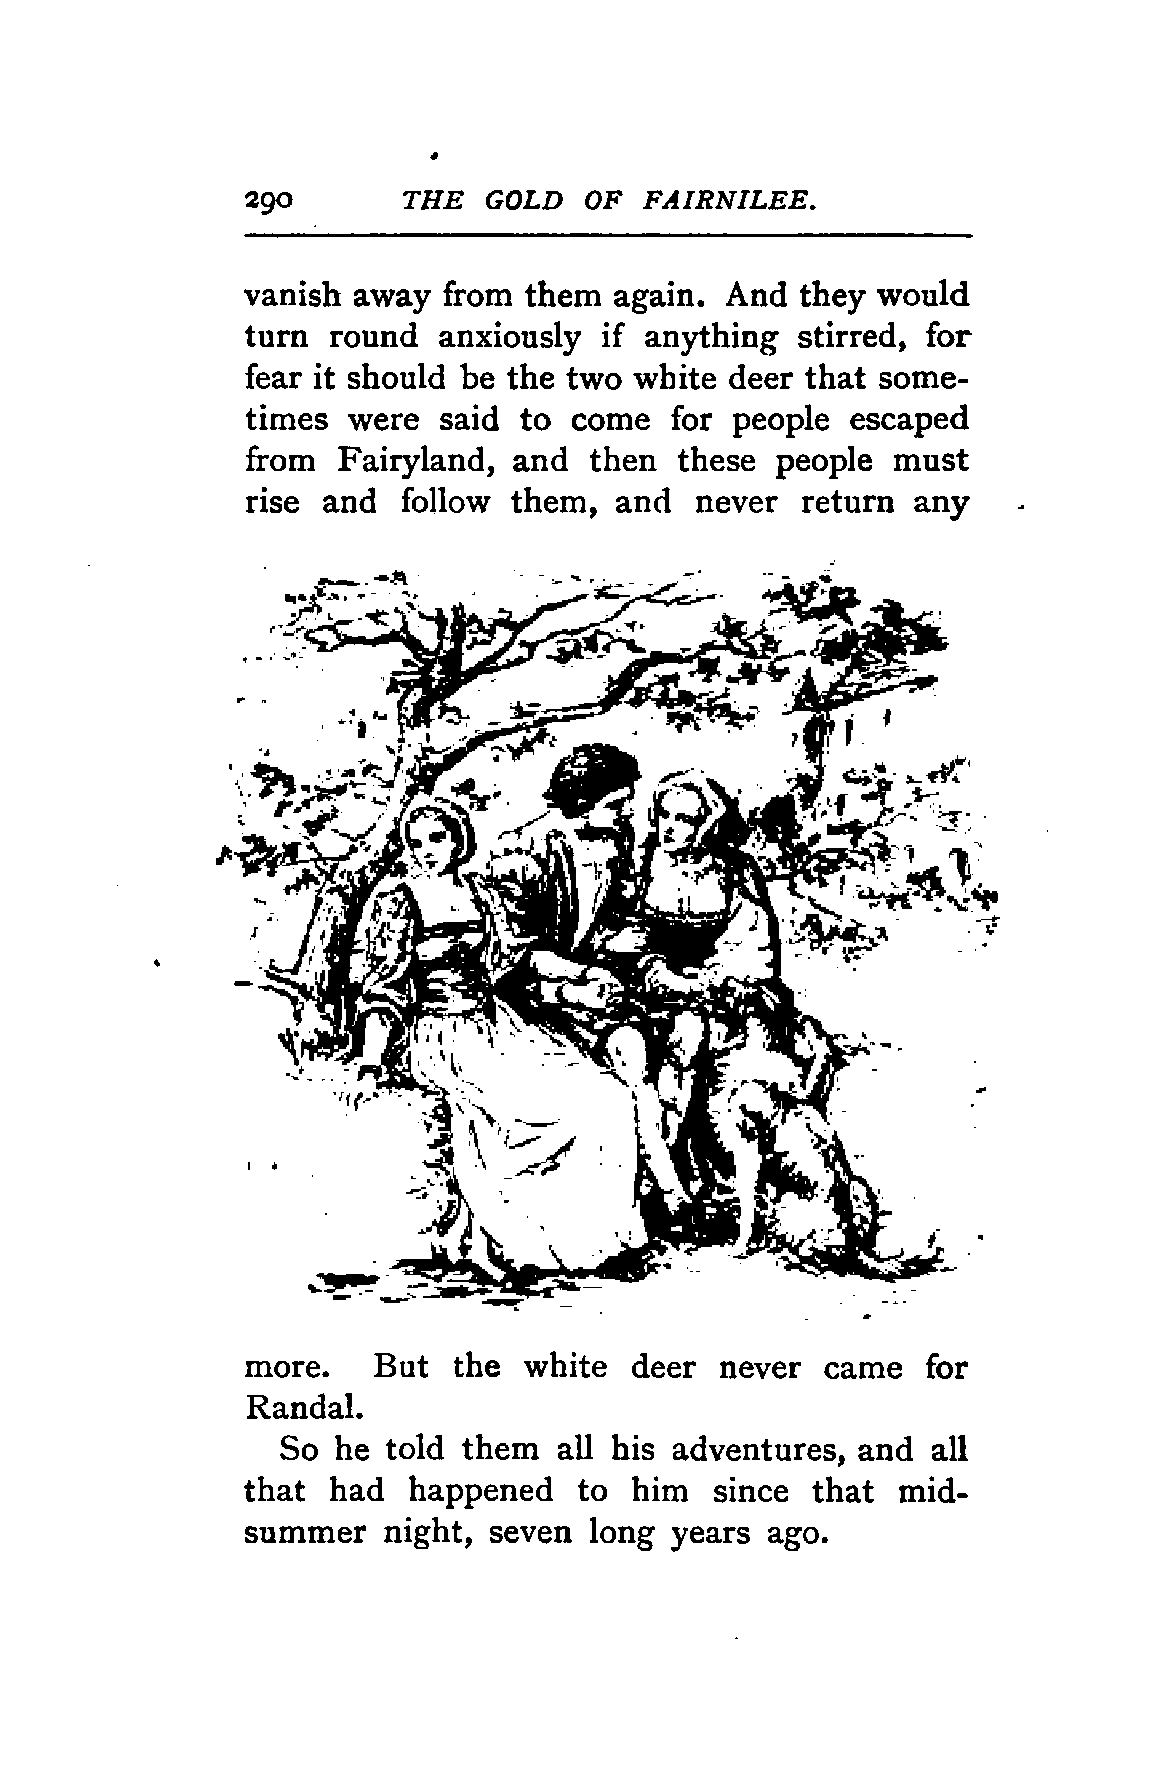 290 THE GOLD OF FAIRNILEE.
vanish away from them again. And they would
turn round anxiously if anything stirred, for
fear it should be the two white deer that some-
times were said to come for people escaped
from Fairyland, and then these people must
rise and follow them, and never return any
more. But the white deer never came for
Randal.
So he told them all his adventures, and all
that had happened to him since that mid-
summer night, seven long years ago.